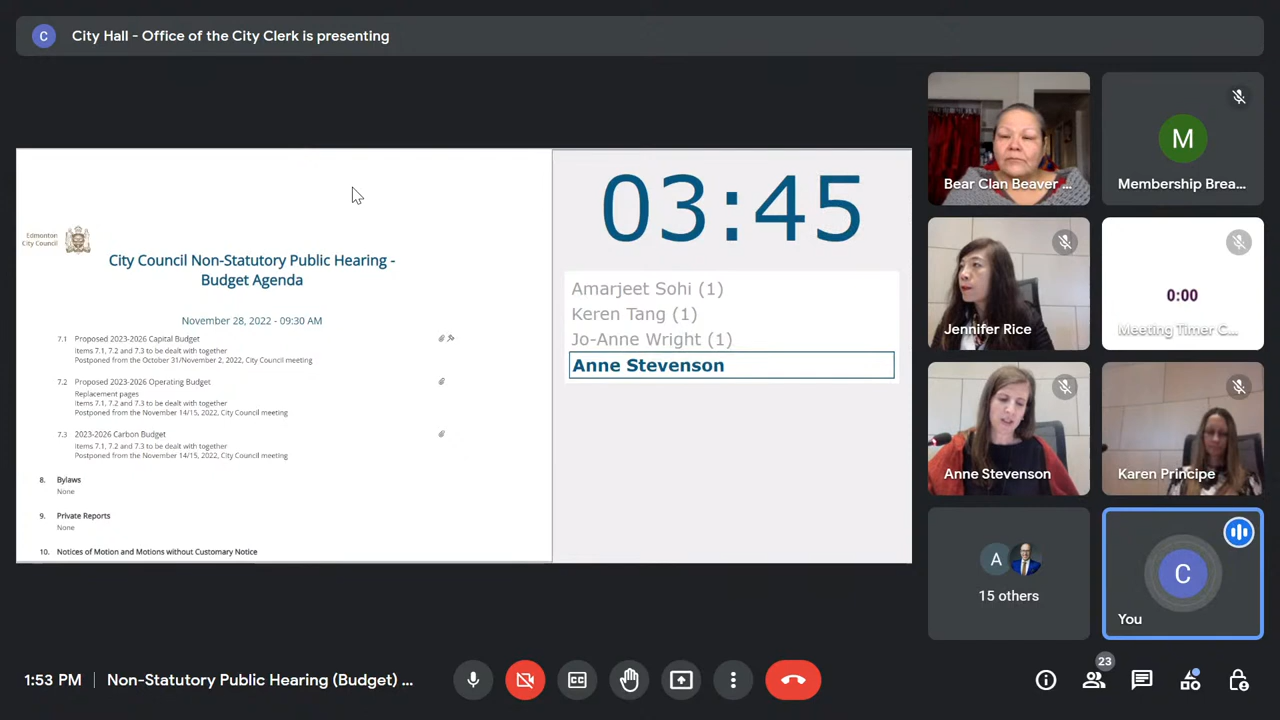 C
City Hall - Office of the City Clerk is presenting
Edmonton
City Council
City Council Non-Statutory Public Hearing -
Budget Agenda
November 28, 2022 - 09:30 AM
7.1 Proposed 2023-2026 Capital Budget
Items 7.1, 7.2 and 7.3 to be dealt with together
Postponed from the October 31/November 2, 2022, City Council meeting
7.2 Proposed 2023-2026 Operating Budget
Replacement pages
Items 7.1, 7.2 and 7.3 to be dealt with together
Postponed from the November 14/15, 2022, City Council meeting
7.3 2023-2026 Carbon Budget
Items 7.1, 7.2 and 7.3 to be dealt with together
Postponed from the November 14/15, 2022, City Council meeting
8. Bylaws
None
9. Private Reports
None
10. Notices of Motion and Motions without Customary Notice
03:45
Amarjeet Sohi (1)
Keren Tang (1)
Jo-Anne Wright (1)
Anne Stevenson
Bear Clan Beaver ...
M
Membership Brea...
Jennifer Rice
0:00
Meeting Timer C...
Anne Stevenson
Karen Principe
A
15 others
C
You
1:53 PM
Non-Statutory Public Hearing (Budget) ...
CC
23